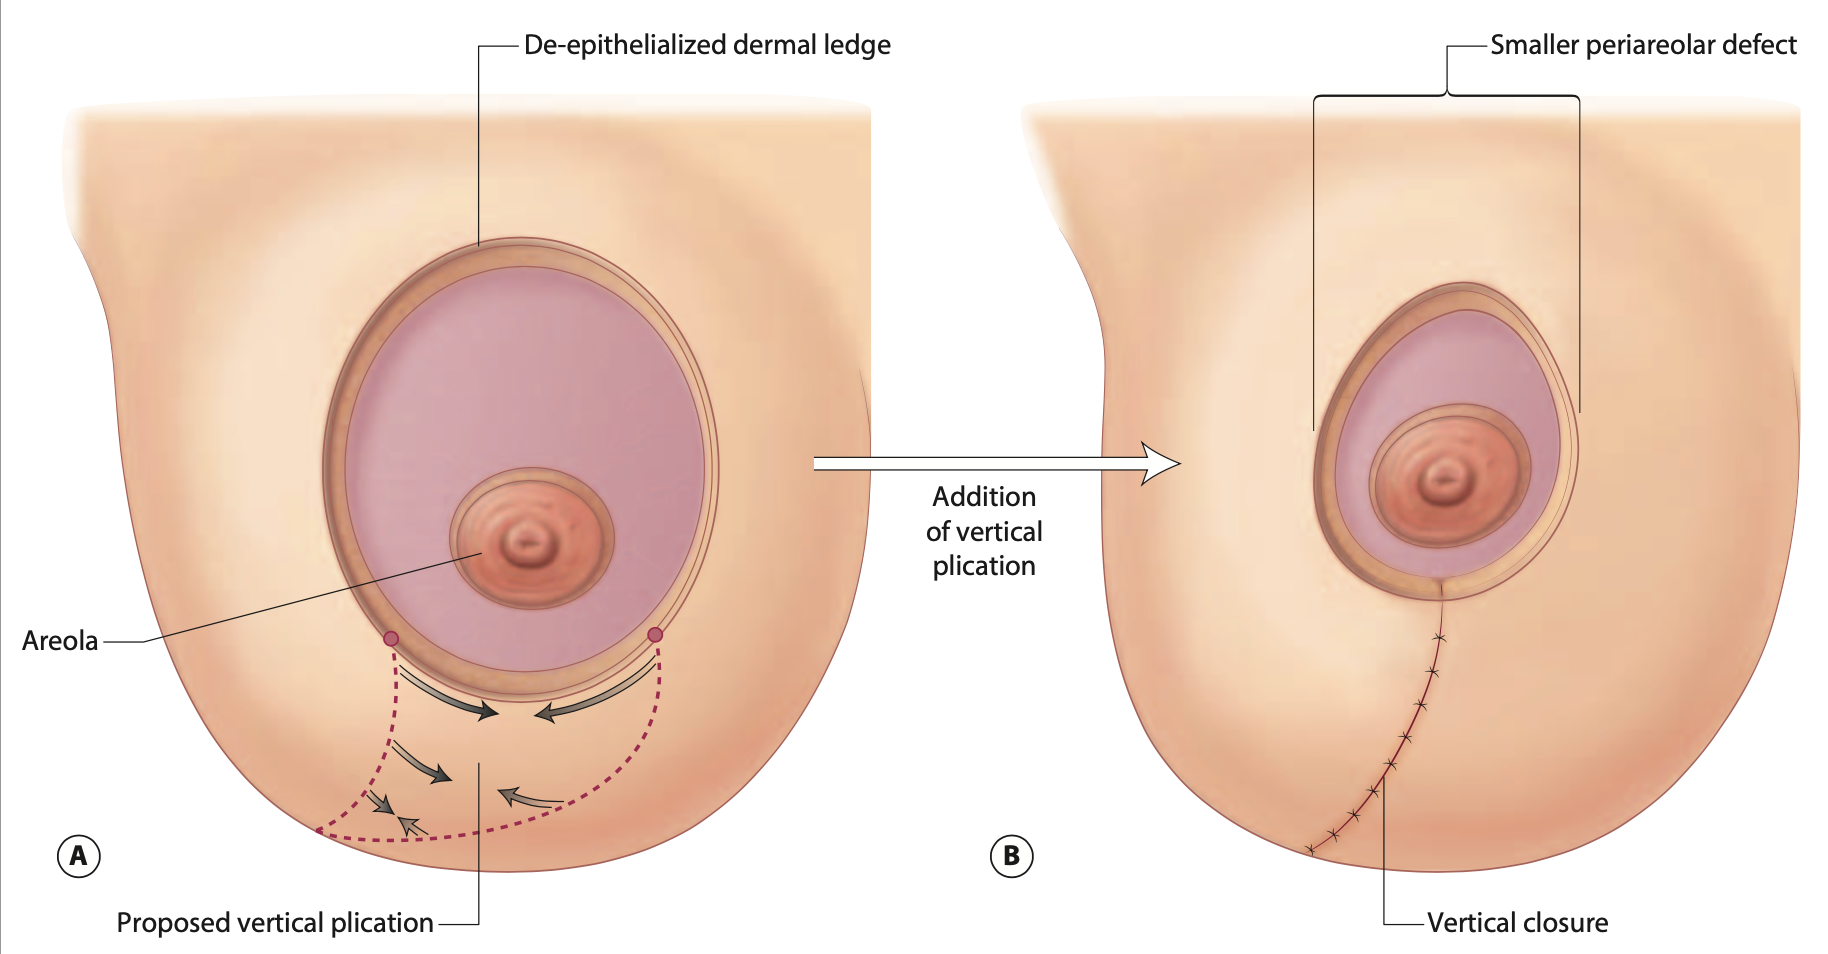 De-epithelialized dermal ledge
Smaller periareolar defect
Addition
of vertical
plication
Areola
A
B
Proposed vertical plication
Vertical closure